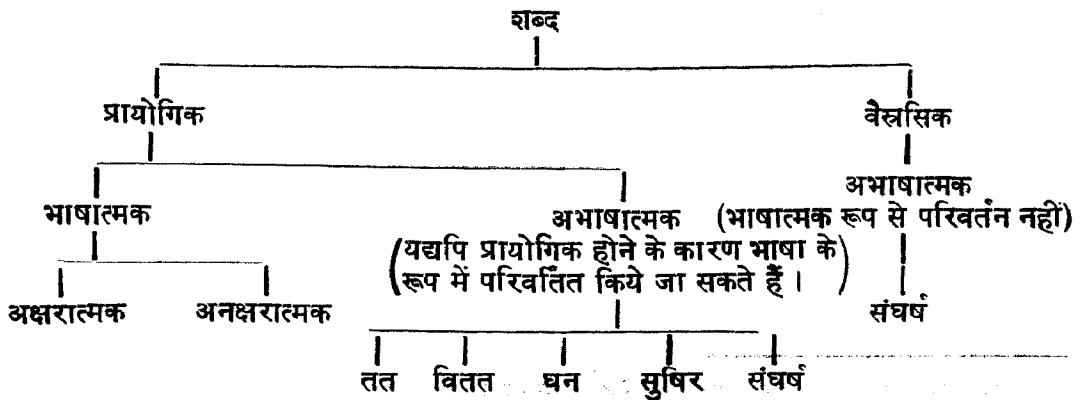 शब्द
प्रायोगिक वैस्रसिक
भाषात्मक अभाषात्मक अभाषात्मक
(यद्यपि प्रायोगिक होने के कारण भाषा के (भाषात्मक रूप से परिवर्तन नहीं)
रूप में परिवर्तित किये जा सकते हैं । )
अक्षरात्मक अनक्षरात्मक संघर्ष
तत वितत घन सुषिर संघर्ष